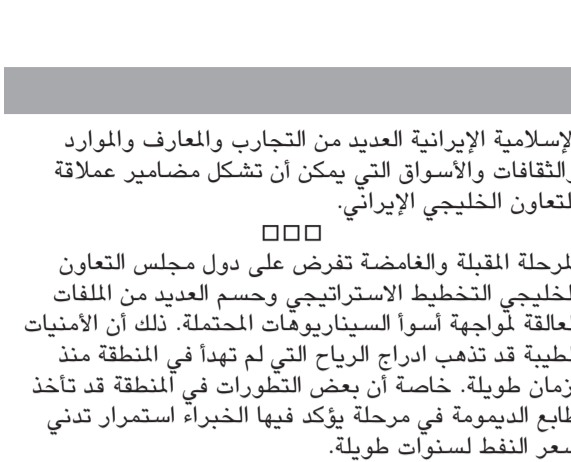 لإسلامية الإيرانية العديد من التجارب والمعارف والموارد
والثقافات والأسواق التي يمكن أن تشكل مضامير عملاقة
لتعاون الخليجي الإيراني.
□□□
لمرحلة المقبلة والغامضة تفرض على دول مجلس التعاون
لخليجي التخطيط الاستراتيجي وحسم العديد من الملفات
لعالقة لمواجهة أسوأ السيناريوهات المحتملة. ذلك أن الأمنيات
لطيبة قد تذهب ادراج الرياح التي لم تهدأ في المنطقة منذ
زمان طويلة. خاصة أن بعض التطورات في المنطقة قد تأخذ
طابع الديمومة في مرحلة يؤكد فيها الخبراء استمرار تدني
سعر النفط لسنوات طويلة.